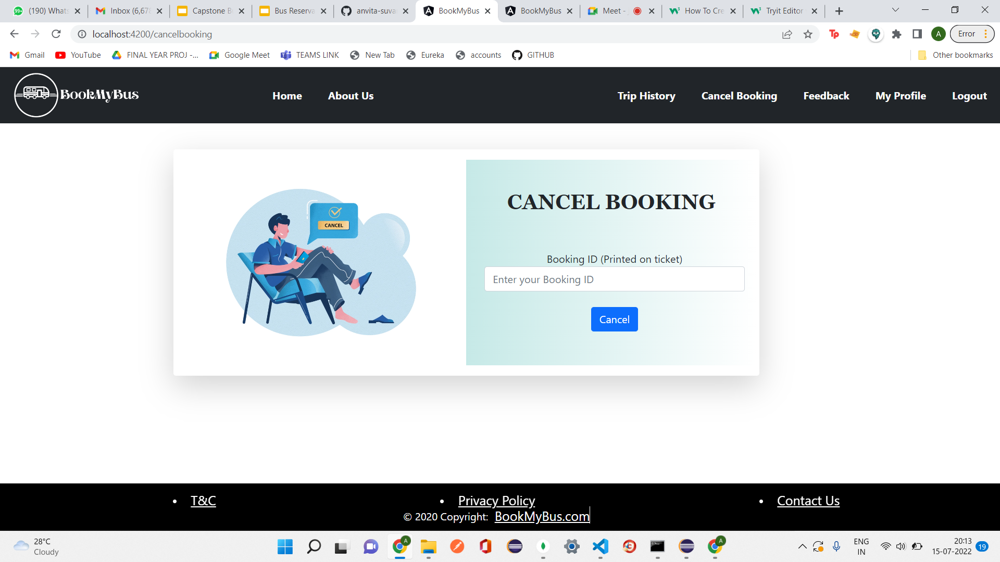 (190) Whats
Inbox (6,678
Capstone B
Bus Reserva
anvita-suva
BookMyBus
BookMyBus
Meet -
How To Cre
Tryit Editor
localhost:4200/cancelbooking
Error
Gmail
YouTube
FINAL YEAR PROJ -...
Google Meet
TEAMS LINK
New Tab
Eureka
accounts
GITHUB
Other bookmarks
BookMyBus
Home
About Us
Trip History
Cancel Booking
Feedback
My Profile
Logout
CANCEL
CANCEL BOOKING
Booking ID (Printed on ticket)
Enter your Booking ID
Cancel
T&C
Privacy Policy
Contact Us
© 2020 Copyright: BookMyBus.com
28°C
Cloudy
ENG
IN
20:13
15-07-2022
19